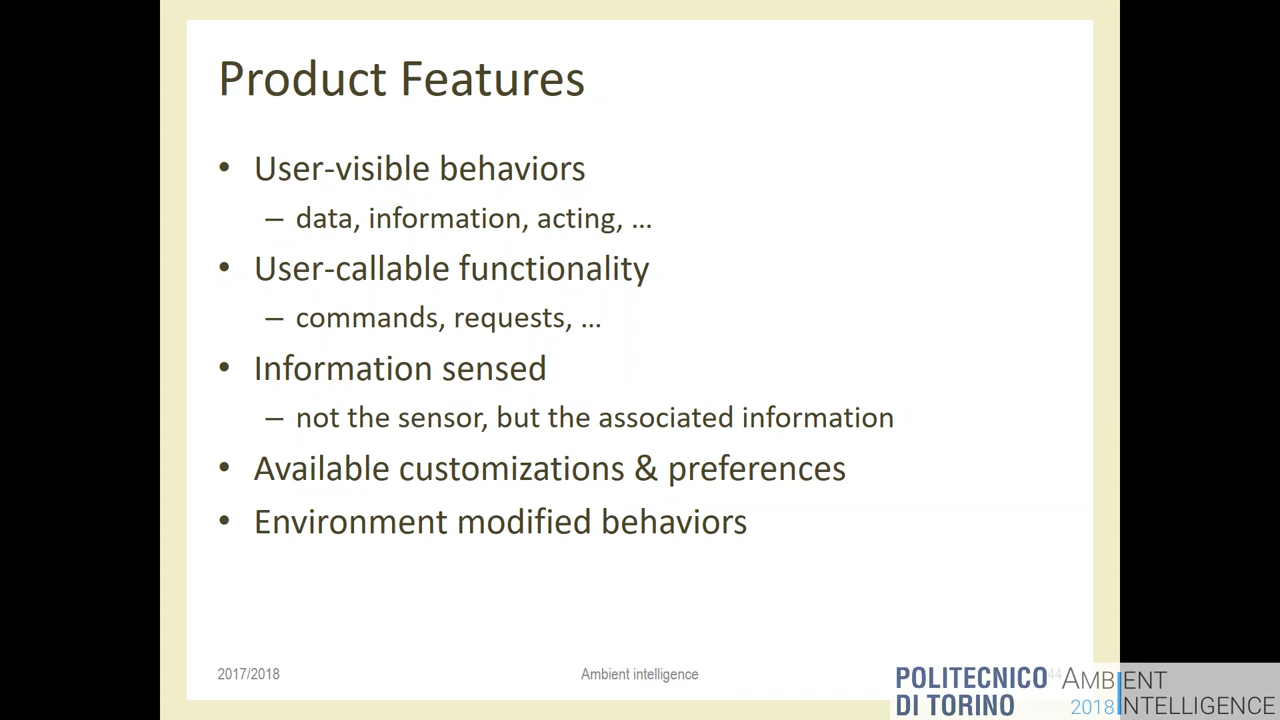 Product Features
• User-visible behaviors
– data, information, acting, …
• User-callable functionality
– commands, requests, …
• Information sensed
– not the sensor, but the associated information
• Available customizations & preferences
• Environment modified behaviors
2017/2018
Ambient intelligence
44
POLITECNICO
DI TORINO
AMBIENT
2018 INTELLIGENCE